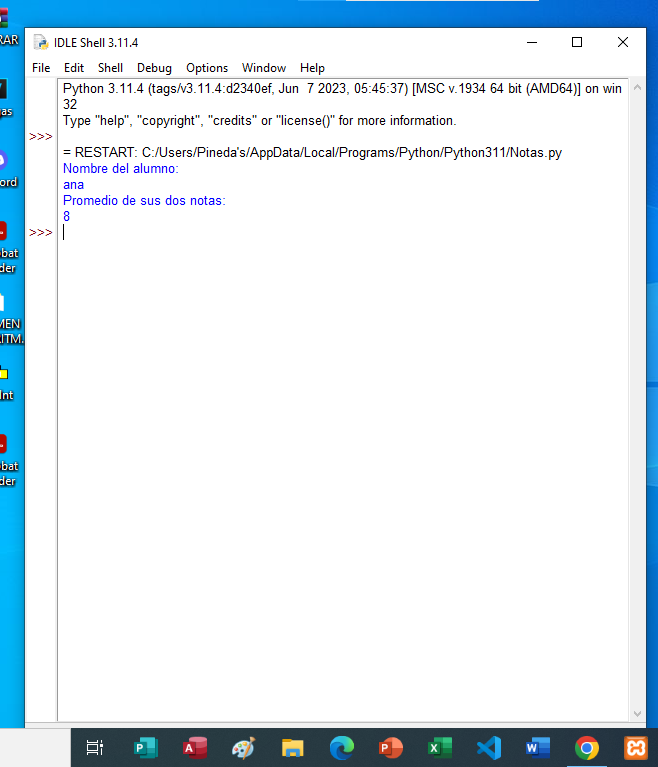 RAR
IDLE Shell 3.11.4
File Edit Shell Debug Options Window Help
as
Python 3.11.4 (tags/v3.11.4:d2340ef, Jun  7 2023, 05:45:37) [MSC v.1934 64 bit (AMD64)] on win
32
Type "help", "copyright", "credits" or "license()" for more information.
>>>
= RESTART: C:/Users/Pineda's/AppData/Local/Programs/Python/Python311/Notas.py
Nombre del alumno:
ord
ana
Promedio de sus dos notas:
8
>>>
bat
der
MEN
ITM.
Int
bat
der
P A P X W